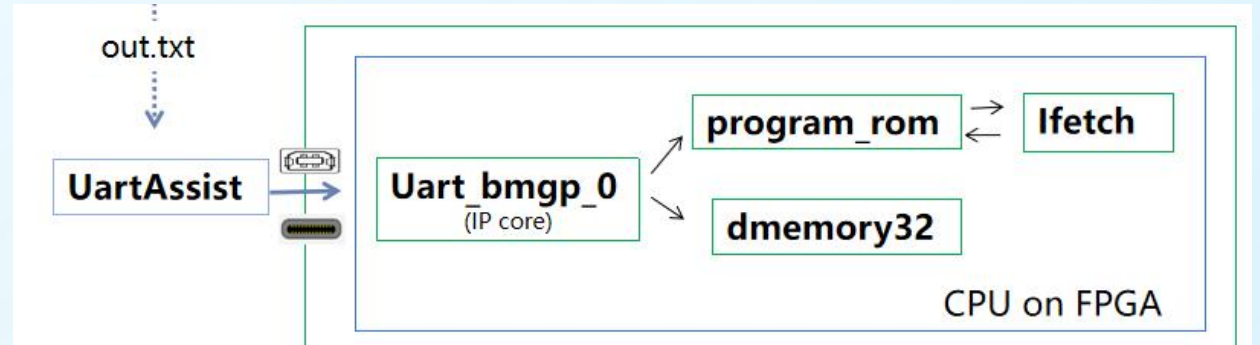 out.txt
UartAssist
Uart_bmgp_0
(IP core)
program_rom
Ifetch
dmemory32
CPU on FPGA